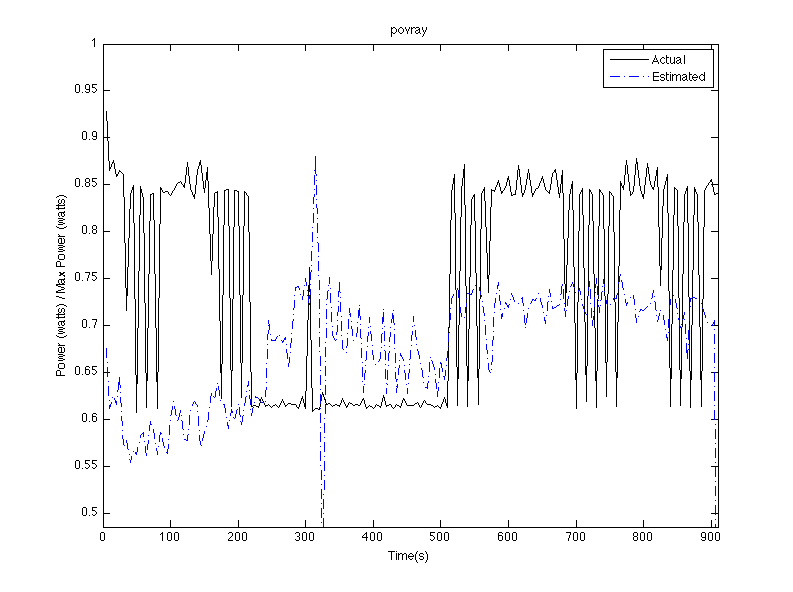 povray
Actual
Estimated
Power (watts) / Max Power (watts)
1
0.95
0.9
0.85
0.8
0.75
0.7
0.65
0.6
0.55
0.5
0 100 200 300 400 500 600 700 800 900
Time(s)